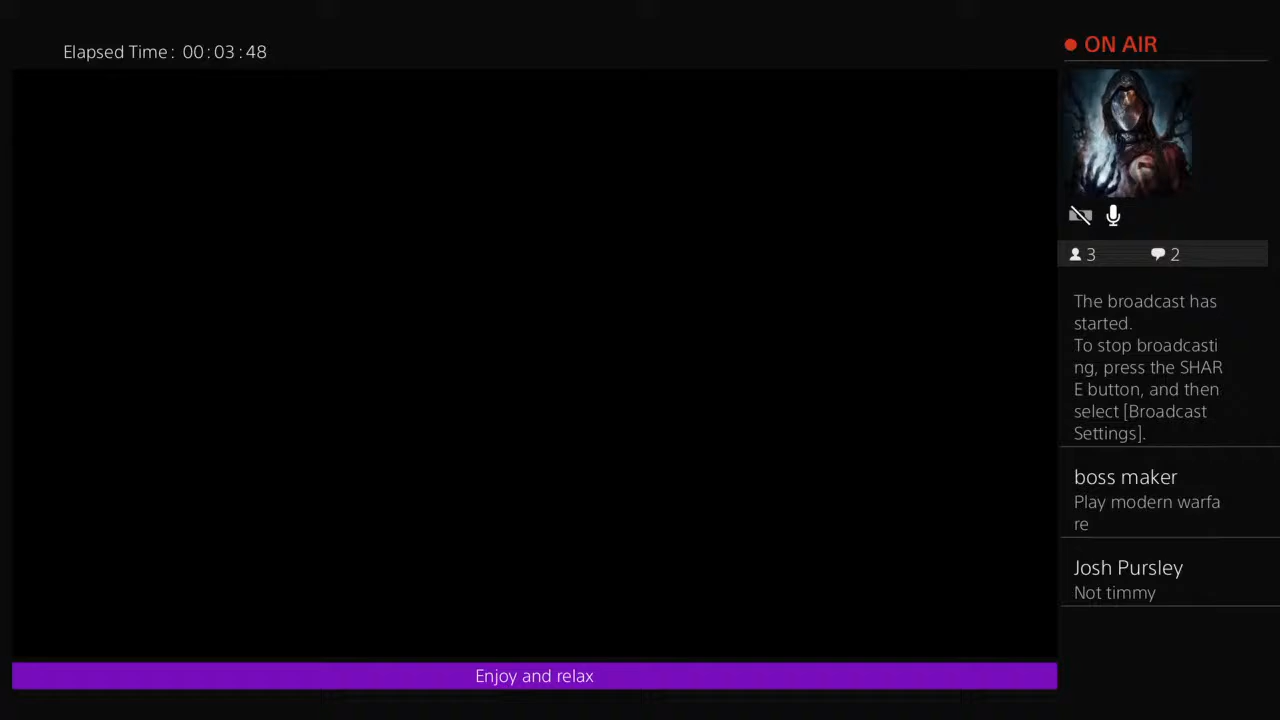 Elapsed Time: 00:03:48
ON AIR
3 2
The broadcast has
started.
To stop broadcasti
ng, press the SHAR
E button, and then
select [Broadcast
Settings].
boss maker
Play modern warfa
re
Josh Pursley
Not timmy
Enjoy and relax